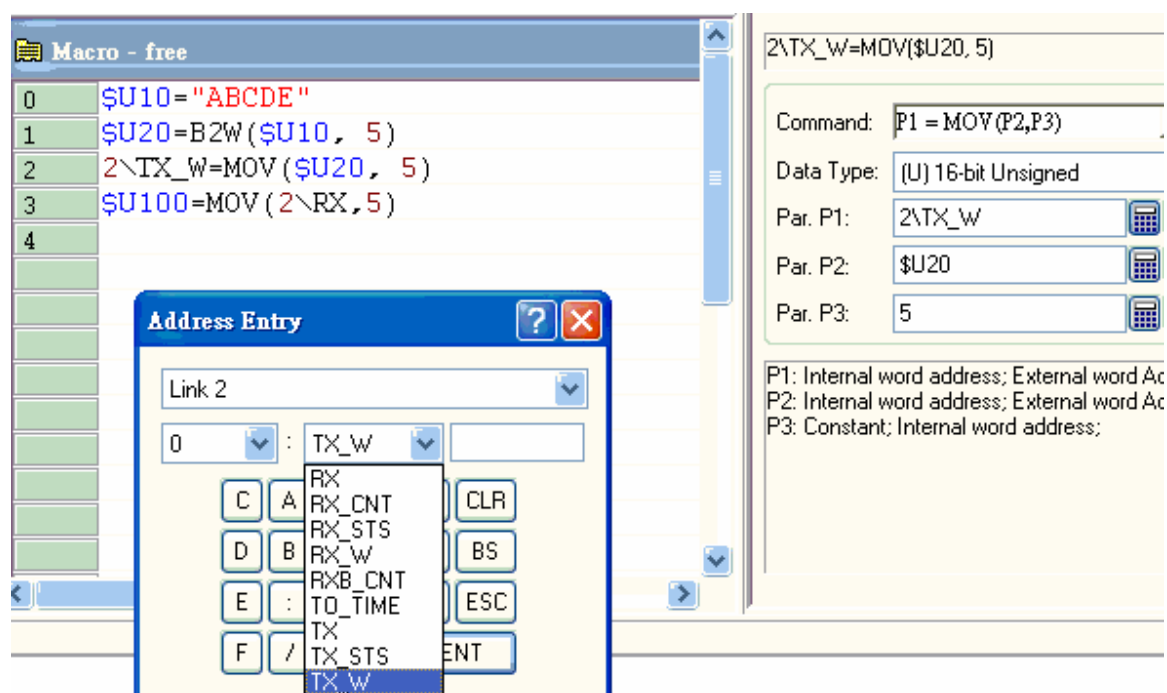 Macro - free
0 $U10="ABCDE"
1 $U20=B2W($U10, 5)
2 2\TX_W=MOV($U20, 5)
3 $U100=MOV(2\RX,5)
4
2\TX_W=MOV($U20, 5)
Command: P1 = MOV(P2,P3)
Data Type: (U) 16-bit Unsigned
Par. P1: 2\TX_W
Par. P2: $U20
Par. P3: 5
P1: Internal word address; External word Ac
P2: Internal word address; External word Ac
P3: Constant; Internal word address;
Address Entry
Link 2
0 : TX_W
RX
RX_CNT
RX_STS
RX_W
RXB_CNT
TO_TIME
TX
TX_STS
TX_W
C A CLR
D B BS
E : ESC
F / ENT